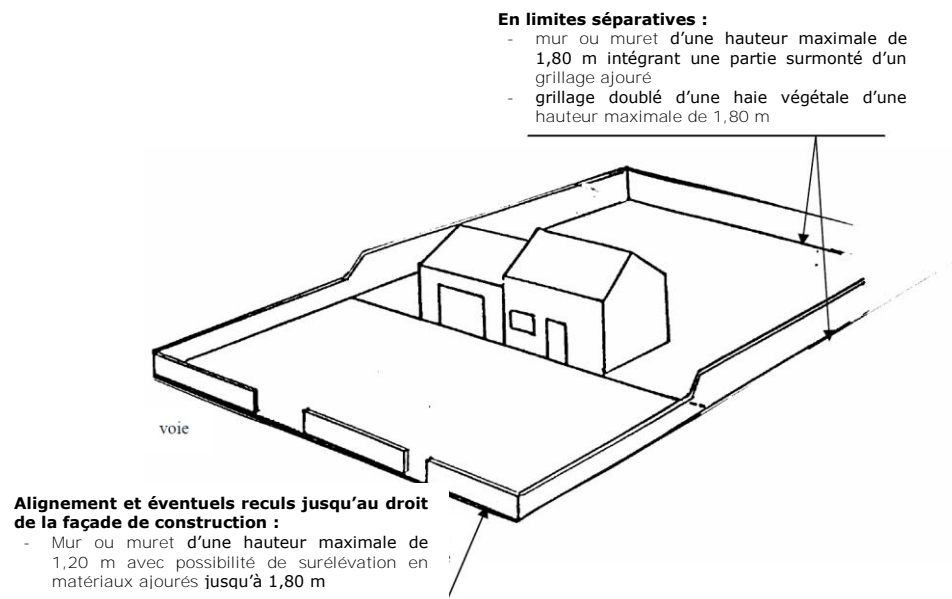 En limites séparatives :
- mur ou muret d’une hauteur maximale de
1,80 m intégrant une partie surmonté d’un
grillage ajouré
- grillage doublé d’une haie végétale d’une
hauteur maximale de 1,80 m
voie
Alignement et éventuels reculs jusqu’au droit
de la façade de construction :
- Mur ou muret d’une hauteur maximale de
1,20 m avec possibilité de surélévation en
matériaux ajourés jusqu’à 1,80 m